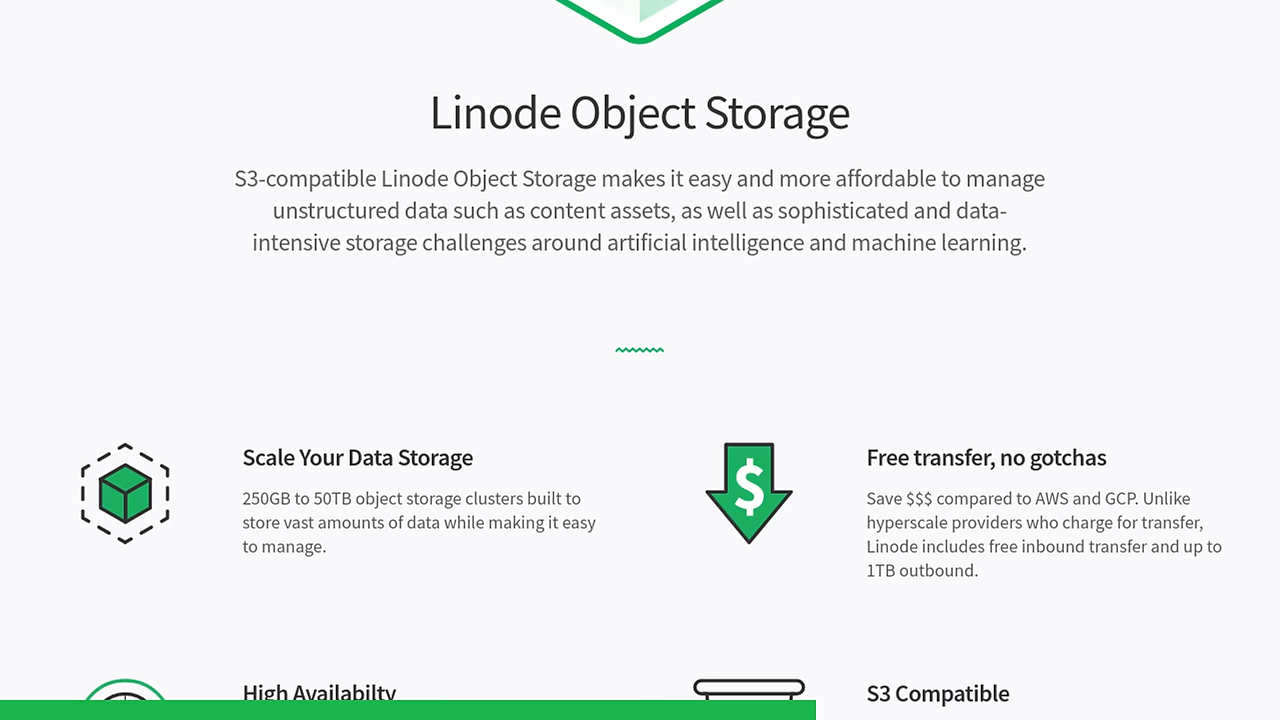 Linode Object Storage
S3-compatible Linode Object Storage makes it easy and more affordable to manage
unstructured data such as content assets, as well as sophisticated and data-
intensive storage challenges around artificial intelligence and machine learning.
Scale Your Data Storage
250GB to 50TB object storage clusters built to
store vast amounts of data while making it easy
to manage.
$
Free transfer, no gotchas
Save $$$ compared to AWS and GCP. Unlike
hyperscale providers who charge for transfer,
Linode includes free inbound transfer and up to
1TB outbound.
High Availabilty
S3 Compatible